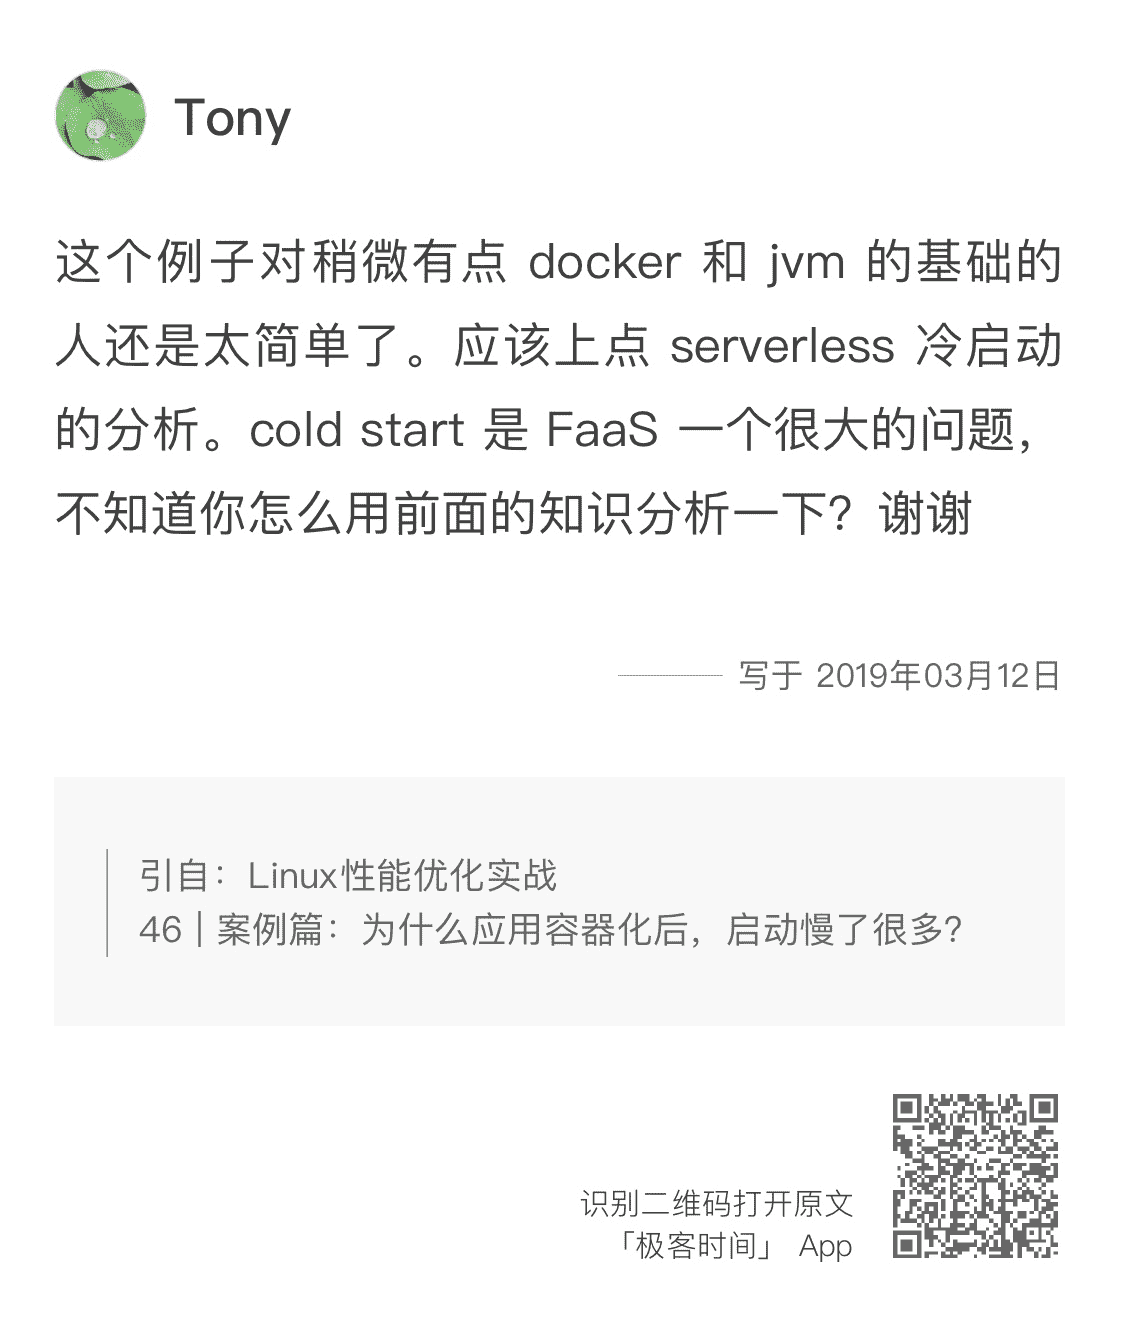 Tony
这个例子对稍微有点 docker 和 jvm 的基础的
人还是太简单了。应该上点 serverless 冷启动
的分析。cold start 是 FaaS 一个很大的问题，
不知道你怎么用前面的知识分析一下？谢谢
写于 2019年03月12日
引自：Linux性能优化实战
46 | 案例篇：为什么应用容器化后，启动慢了很多？
识别二维码打开原文
「极客时间」 App